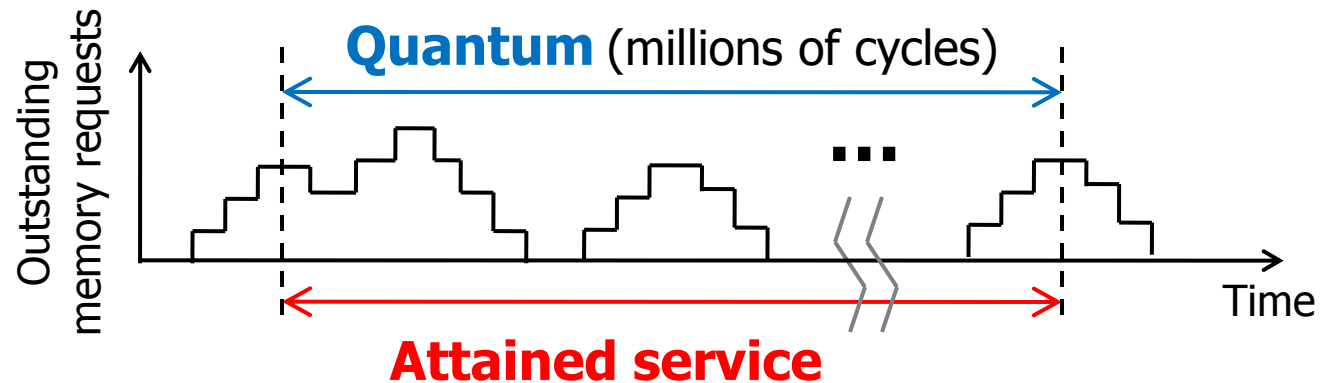 Outstanding
memory requests
Quantum (millions of cycles)
...
Time
Attained service